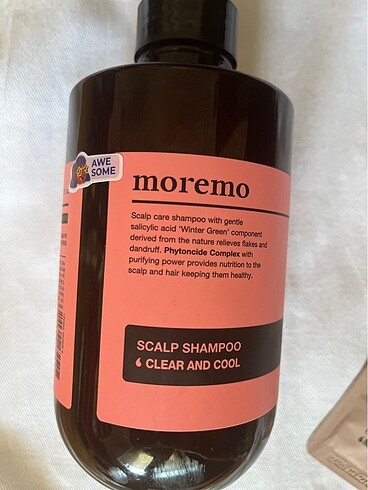 AWE
SOME
moremo
Scalp care shampoo with gentle
salicylic acid 'Winter Green' component
derived from the nature relieves flakes and
dandruff. Phytoncide Complex with
purifying power provides nutrition to the
scalp and hair keeping them healthy.
SCALP SHAMPOO
CLEAR AND COOL